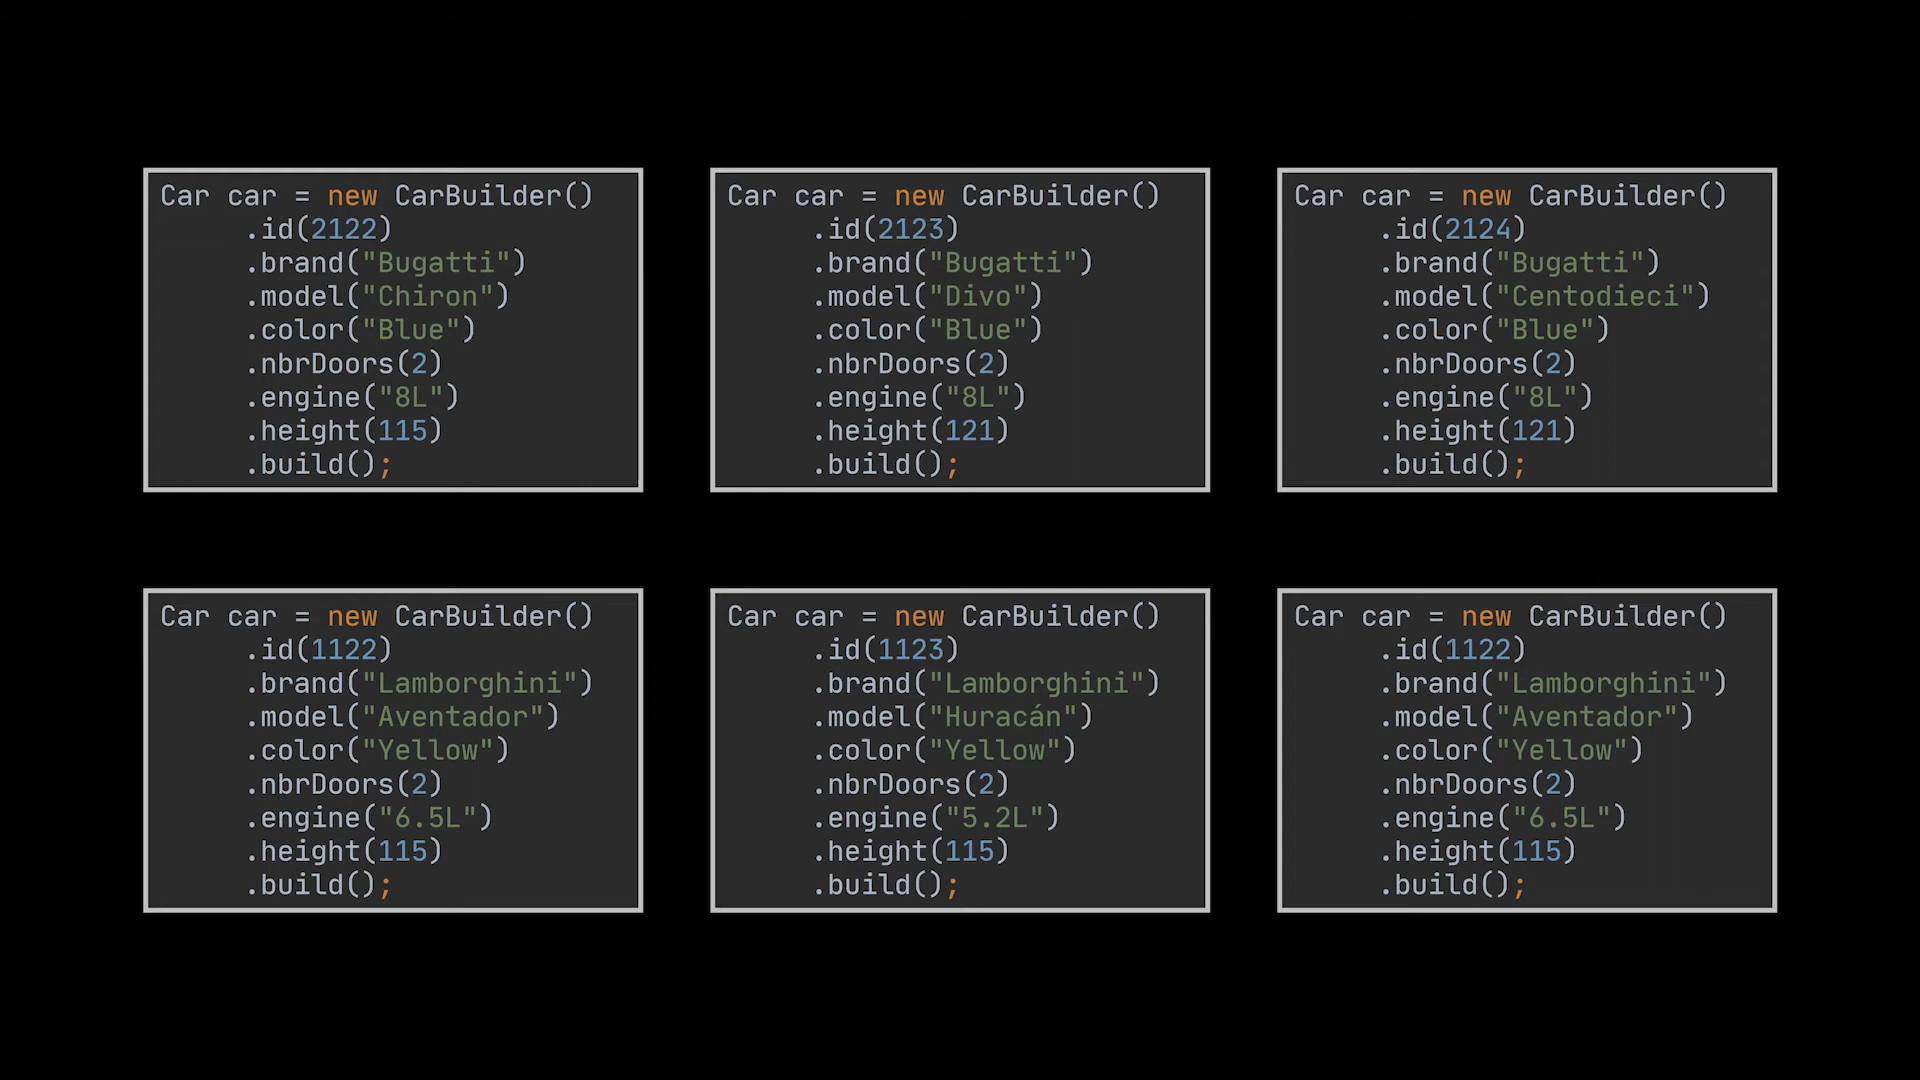 Car car = new CarBuilder()
.id(2122)
.brand("Bugatti")
.model("Chiron")
.color("Blue")
.nbrDoors(2)
.engine("8L")
.height(115)
.build();
Car car = new CarBuilder()
.id(2123)
.brand("Bugatti")
.model("Divo")
.color("Blue")
.nbrDoors(2)
.engine("8L")
.height(121)
.build();
Car car = new CarBuilder()
.id(2124)
.brand("Bugatti")
.model("Centodieci")
.color("Blue")
.nbrDoors(2)
.engine("8L")
.height(121)
.build();
Car car = new CarBuilder()
.id(1122)
.brand("Lamborghini")
.model("Aventador")
.color("Yellow")
.nbrDoors(2)
.engine("6.5L")
.height(115)
.build();
Car car = new CarBuilder()
.id(1123)
.brand("Lamborghini")
.model("Huracán")
.color("Yellow")
.nbrDoors(2)
.engine("5.2L")
.height(115)
.build();
Car car = new CarBuilder()
.id(1122)
.brand("Lamborghini")
.model("Aventador")
.color("Yellow")
.nbrDoors(2)
.engine("6.5L")
.height(115)
.build();